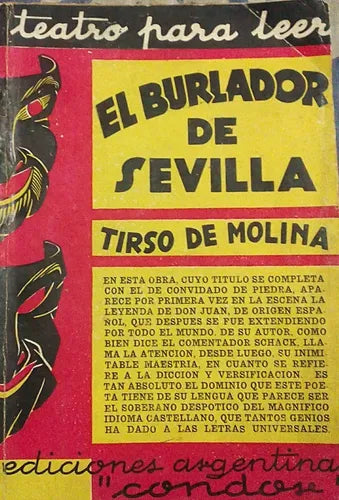 teatro para leer
EL BURLADOR
DE
SEVILLA
TIRSO DE MOLINA
EN ESTA OBRA, CUYO TITULO SE COMPLETA
CON EL DE CONVIDADO DE PIEDRA, APA-
RECE POR PRIMERA VEZ EN LA ESCENA LA
LEYENDA DE DON JUAN, DE ORIGEN ESPA-
ÑOL, QUE DESPUES SE FUE EXTENDIENDO
POR TODO EL MUNDO. DE SU AUTOR, COMO
BIEN DICE EL COMENTADOR SCHACK, LLA-
MA LA ATENCION, DESDE LUEGO, SU INIMI-
TABLE MAESTRIA, EN CUANTO SE REFIE-
RE A LA DICCION Y VERSIFICACION. ES
TAN ABSOLUTO EL DOMINIO QUE ESTE POE-
TA TIENE DE SU LENGUA QUE PARECE SER
EL SOBERANO DESPOTICO DEL MAGNIFICO
IDIOMA CASTELLANO, QUE TANTOS GENIOS
HA DADO A LAS LETRAS UNIVERSALES.
ediciones argentina
"condor"